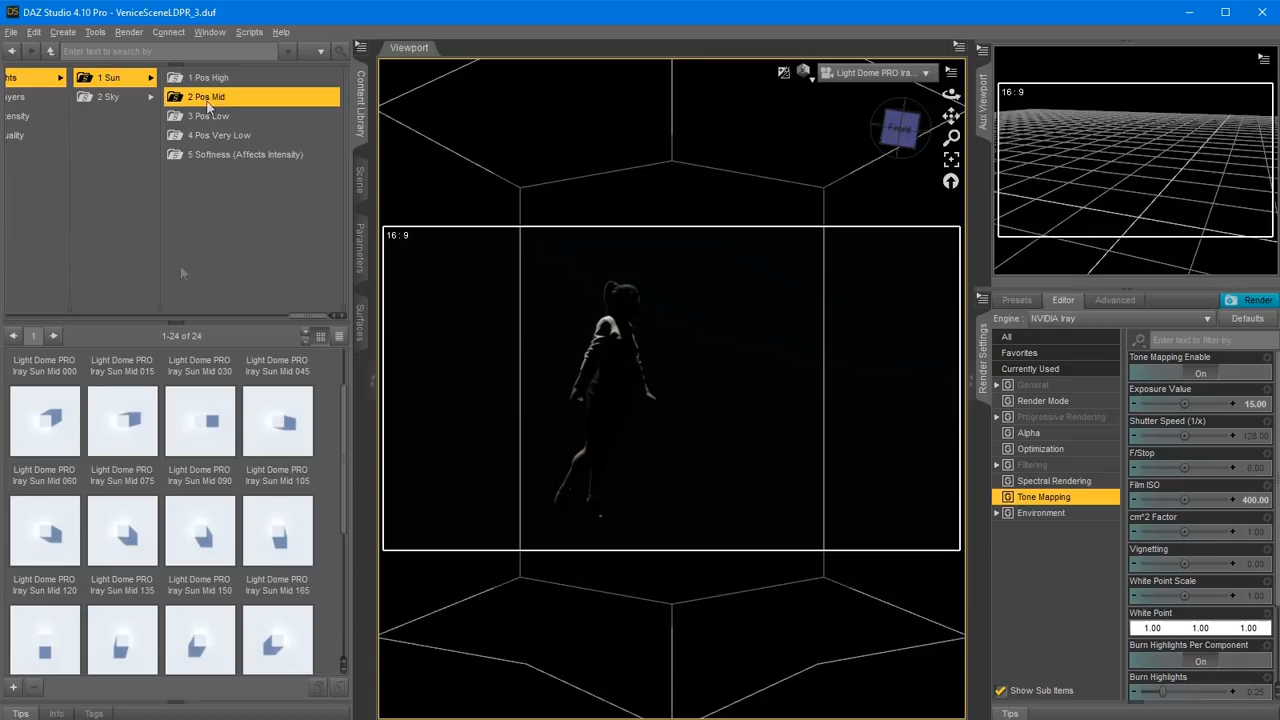 DAZ Studio 4.10 Pro - VeniceSceneLDPR_3.duf
File Edit Create Tools Render Connect Window Scripts Help
Enter text to search by..
hts
ayers
tensity
uality
1 Sun
2 Sky
1 Pos High
2 Pos Mid
3 Pos Low
4 Pos Very Low
5 Softness (Affects Intensity)
1
1-24 of 24
Light Dome PRO Light Dome PRO Light Dome PRO Light Dome PRO
Iray Sun Mid 000 Iray Sun Mid 015 Iray Sun Mid 030 Iray Sun Mid 045
Light Dome PRO Light Dome PRO Light Dome PRO Light Dome PRO
Iray Sun Mid 060 Iray Sun Mid 075 Iray Sun Mid 090 Iray Sun Mid 105
Light Dome PRO Light Dome PRO Light Dome PRO Light Dome PRO
Iray Sun Mid 120 Iray Sun Mid 135 Iray Sun Mid 150 Iray Sun Mid 165
Tips Info Tags
Content Library
Scene
Parameters
Surfaces
Viewport
Light Dome PRO Ira...
Front
16 : 9
Aux Viewport
16 : 9
Render Settings
Presets Editor Advanced Render
Engine : NVIDIA Iray Defaults
All
Favorites
Currently Used
General
Render Mode
Progressive Rendering
Alpha
Optimization
Filtering
Spectral Rendering
Tone Mapping
Environment
Show Sub Items
Enter text to filter by..
Tone Mapping Enable
On
Exposure Value
15.00
Shutter Speed (1/x)
128.00
F/Stop
8.00
Film ISO
400.00
cm^2 Factor
1.00
Vignetting
0.00
White Point Scale
1.00
White Point
1.00 1.00 1.00
Burn Highlights Per Component
On
Burn Highlights
0.25
Tips